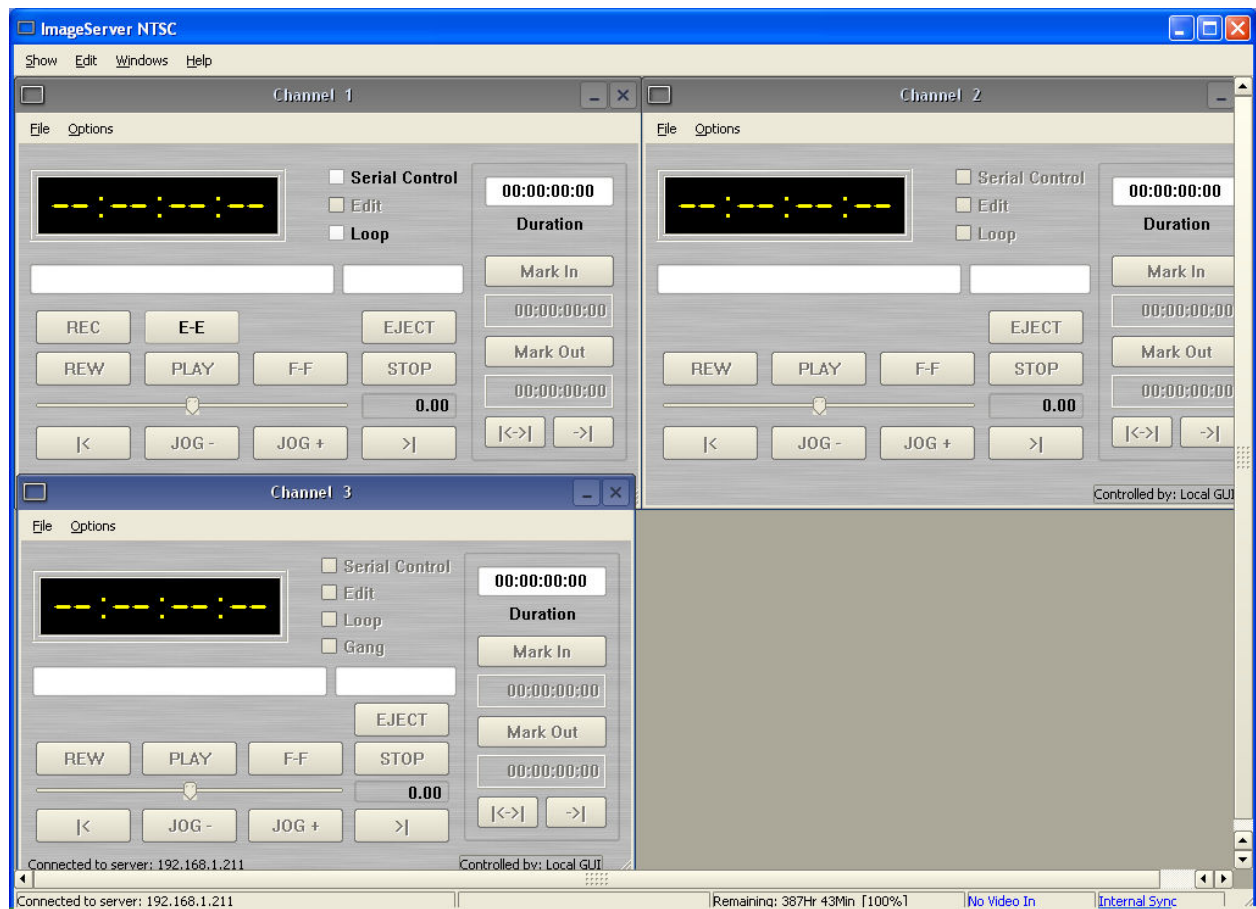 ImageServer NTSC
Show Edit Windows Help
Channel 1
File Options
--:--:--:--
Serial Control
Edit
Loop
00:00:00:00
Duration
Mark In
00:00:00:00
Mark Out
00:00:00:00
|<->| ->|
REC E-E EJECT
REW PLAY F-F STOP
0.00
|< JOG - JOG + >|
Channel 2
File Options
--:--:--:--
Serial Control
Edit
Loop
00:00:00:00
Duration
Mark In
00:00:00:00
Mark Out
00:00:00:00
|<->| ->|
EJECT
REW PLAY F-F STOP
0.00
|< JOG - JOG + >|
Controlled by: Local GUI
Channel 3
File Options
--:--:--:--
Serial Control
Edit
Loop
Gang
00:00:00:00
Duration
Mark In
00:00:00:00
Mark Out
00:00:00:00
|<->| ->|
EJECT
REW PLAY F-F STOP
0.00
|< JOG - JOG + >|
Connected to server: 192.168.1.211 Controlled by: Local GUI
Connected to server: 192.168.1.211 Remaining: 387Hr 43Min [100%] No Video In Internal Sync